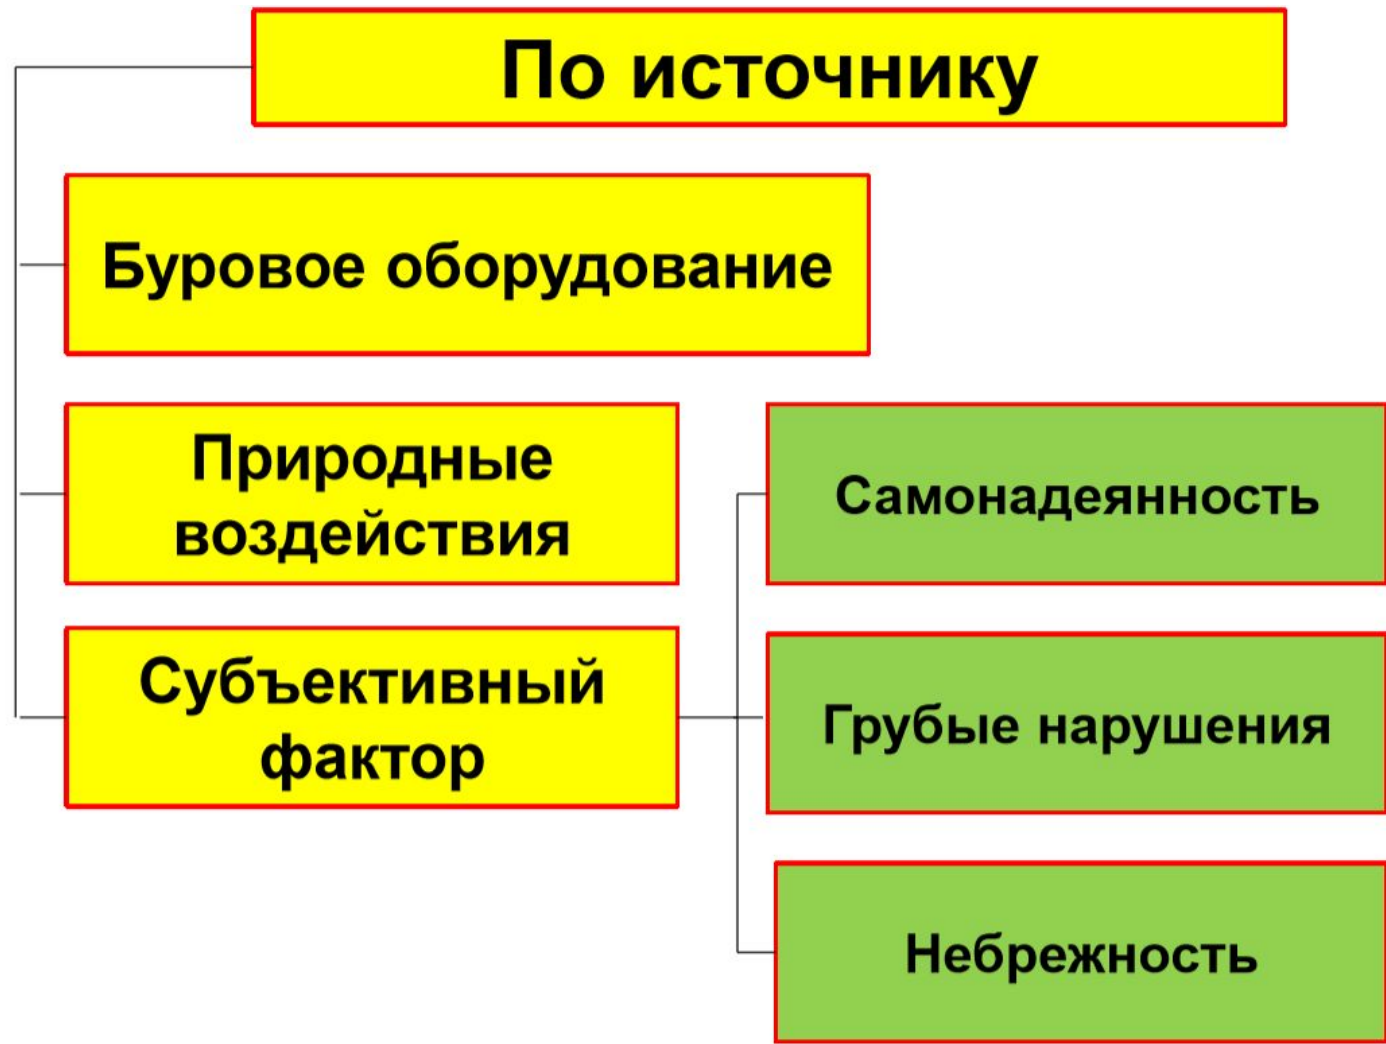 По источнику
Буровое оборудование
Природные
воздействия
Субъективный
фактор
Самонадеянность
Грубые нарушения
Небрежность